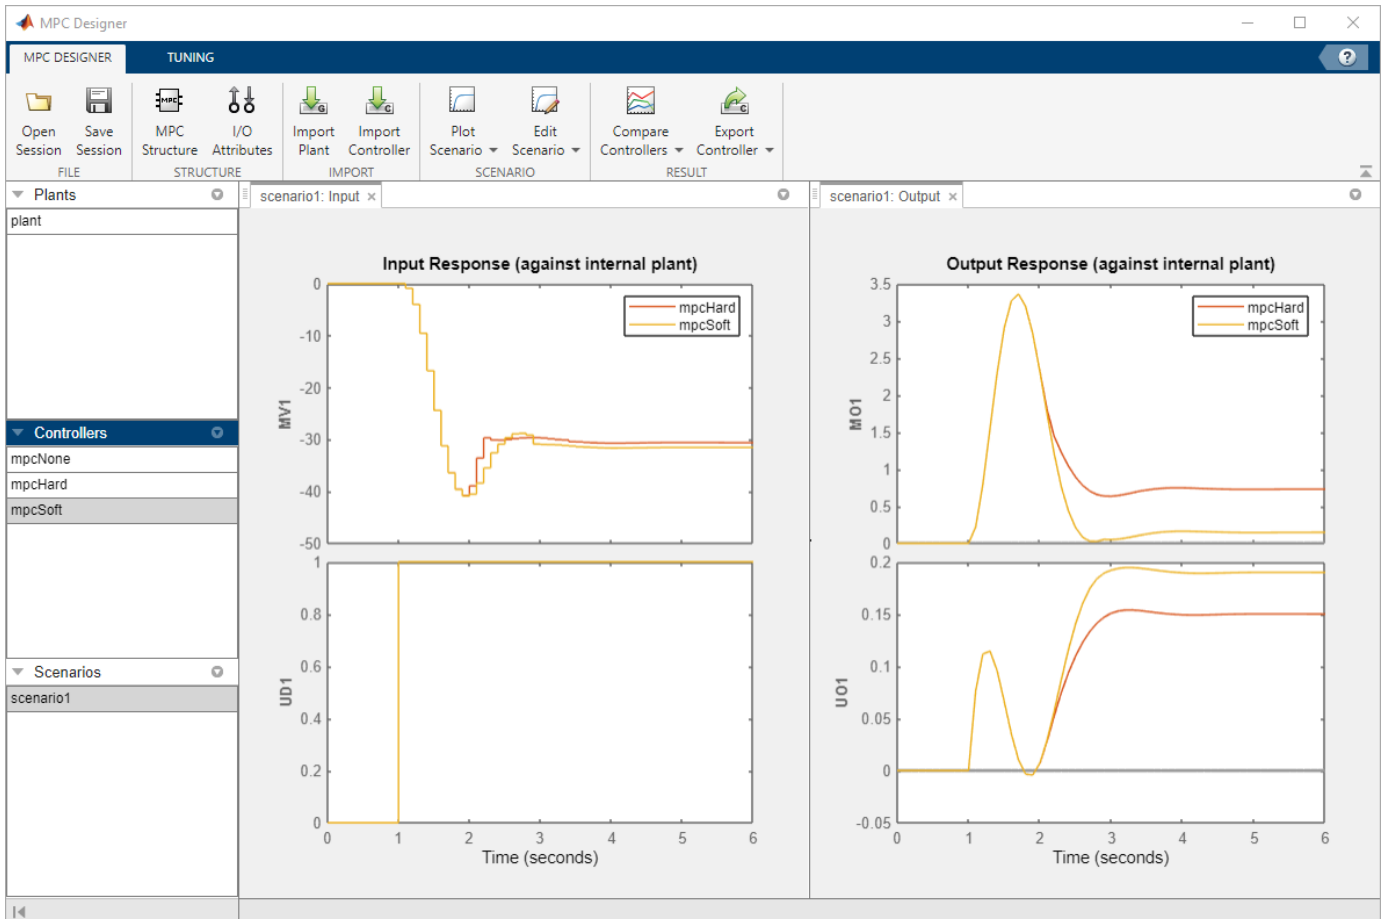 MPC Designer
MPC DESIGNER TUNING
?
MPC
G C C
Open Save MPC I/O Import Import Plot Edit Compare Export
Session Session Structure Attributes Plant Controller Scenario Scenario Controllers Controller
FILE STRUCTURE IMPORT SCENARIO RESULT
Plants
plant
Controllers
mpcNone
mpcHard
mpcSoft
Scenarios
scenario1
scenario1: Input ×
Input Response (against internal plant)
mpcHard
mpcSoft
0
-10
-20
-30
-40
-50
MV1
1
0.8
0.6
0.4
0.2
0
UD1
0 1 2 3 4 5 6
Time (seconds)
scenario1: Output ×
Output Response (against internal plant)
mpcHard
mpcSoft
3.5
3
2.5
2
1.5
1
0.5
0
MO1
0.2
0.15
0.1
0.05
0
-0.05
UO1
0 1 2 3 4 5 6
Time (seconds)